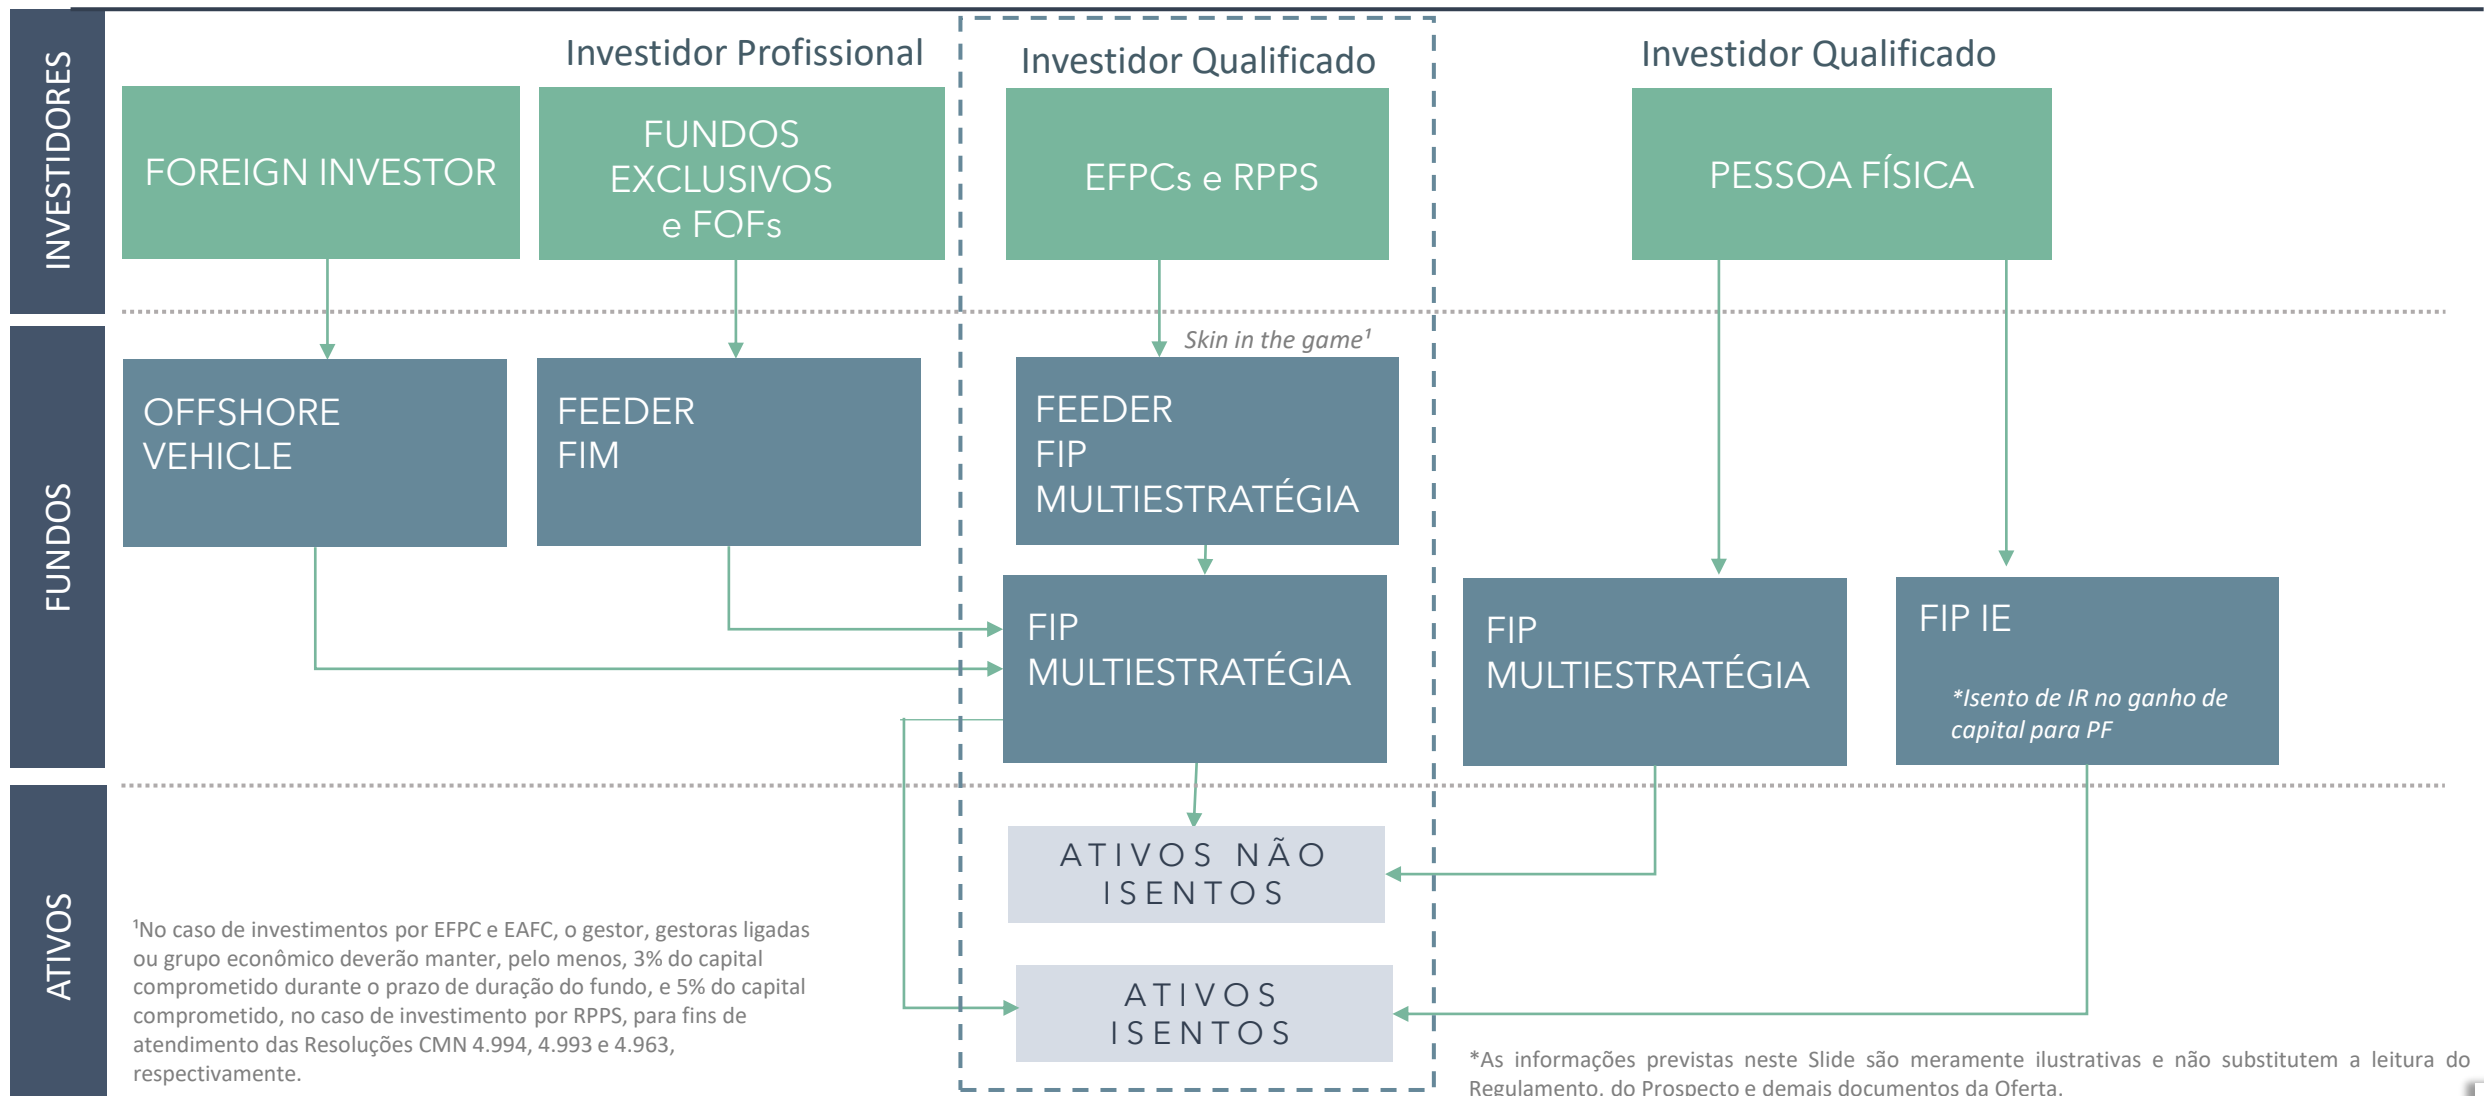 INVESTIDORES
Investidor Profissional
Investidor Qualificado
Investidor Qualificado
FOREIGN INVESTOR
FUNDOS
EXCLUSIVOS
e FOFs
EFPCs e RPPS
PESSOA FÍSICA
FUNDOS
Skin in the game¹
OFFSHORE
VEHICLE
FEEDER
FIM
FEEDER
FIP
MULTIESTRATÉGIA
FIP
MULTIESTRATÉGIA
FIP
MULTIESTRATÉGIA
FIP IE
*Isento de IR no ganho de
capital para PF
ATIVOS
ATIVOS NÃO
ISENTOS
ATIVOS
ISENTOS
¹No caso de investimentos por EFPC e EAFC, o gestor, gestoras ligadas
ou grupo econômico deverão manter, pelo menos, 3% do capital
comprometido durante o prazo de duração do fundo, e 5% do capital
comprometido, no caso de investimento por RPPS, para fins de
atendimento das Resoluções CMN 4.994, 4.993 e 4.963,
respectivamente.
*As informações previstas neste Slide são meramente ilustrativas e não substitutem a leitura do
Regulamento, do Prospecto e demais documentos da Oferta.